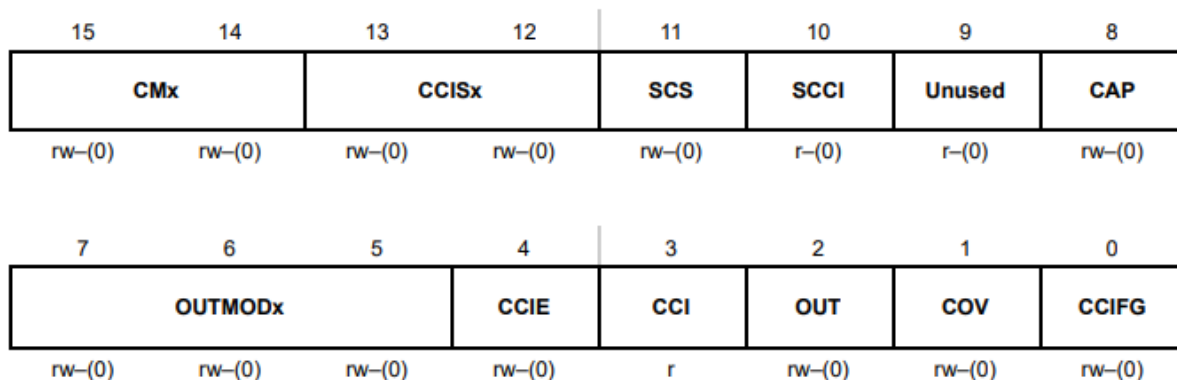 15 14 13 12 11 10 9 8
CMx CCISx SCS SCCI Unused CAP
rw–(0) rw–(0) rw–(0) rw–(0) rw–(0) r–(0) r–(0) rw–(0)
7 6 5 4 3 2 1 0
OUTMODx CCIE CCI OUT COV CCIFG
rw–(0) rw–(0) rw–(0) rw–(0) r rw–(0) rw–(0) rw–(0)